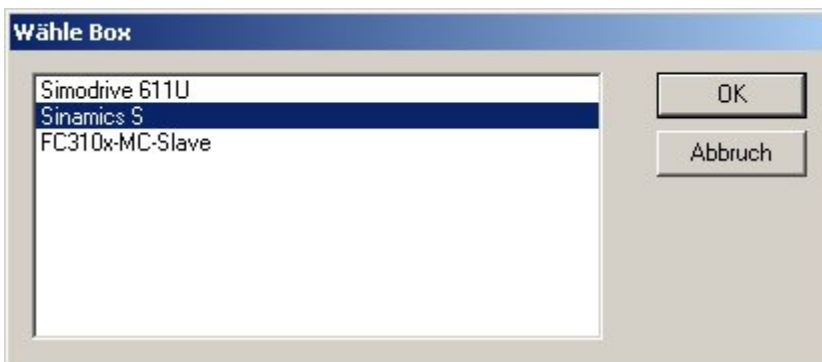 Wähle Box
Simodrive 611U
Sinamics S
FC310x-MC-Slave
OK
Abbruch